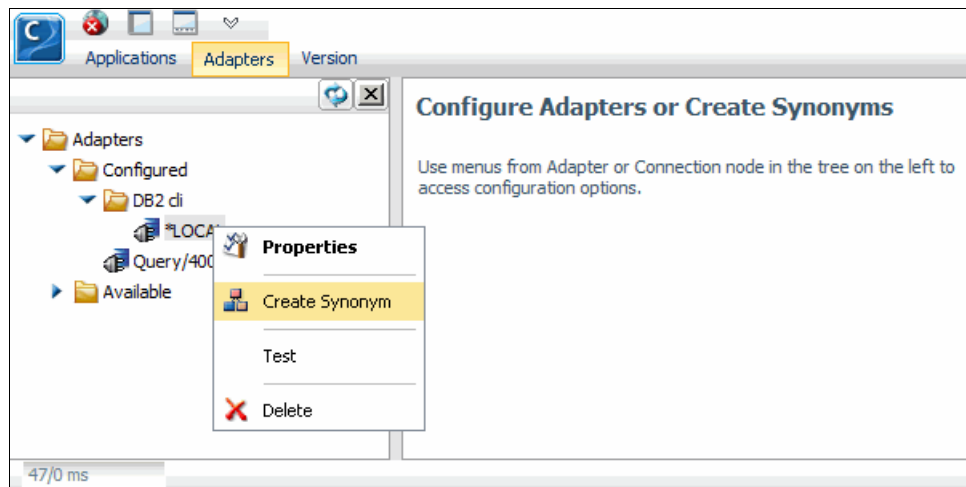 C
Applications Adapters Version
Configure Adapters or Create Synonyms
Use menus from Adapter or Connection node in the tree on the left to
access configuration options.
Adapters
Configured
DB2 cli
*LOCA
Query/400
Available
Properties
Create Synonym
Test
Delete
47/0 ms